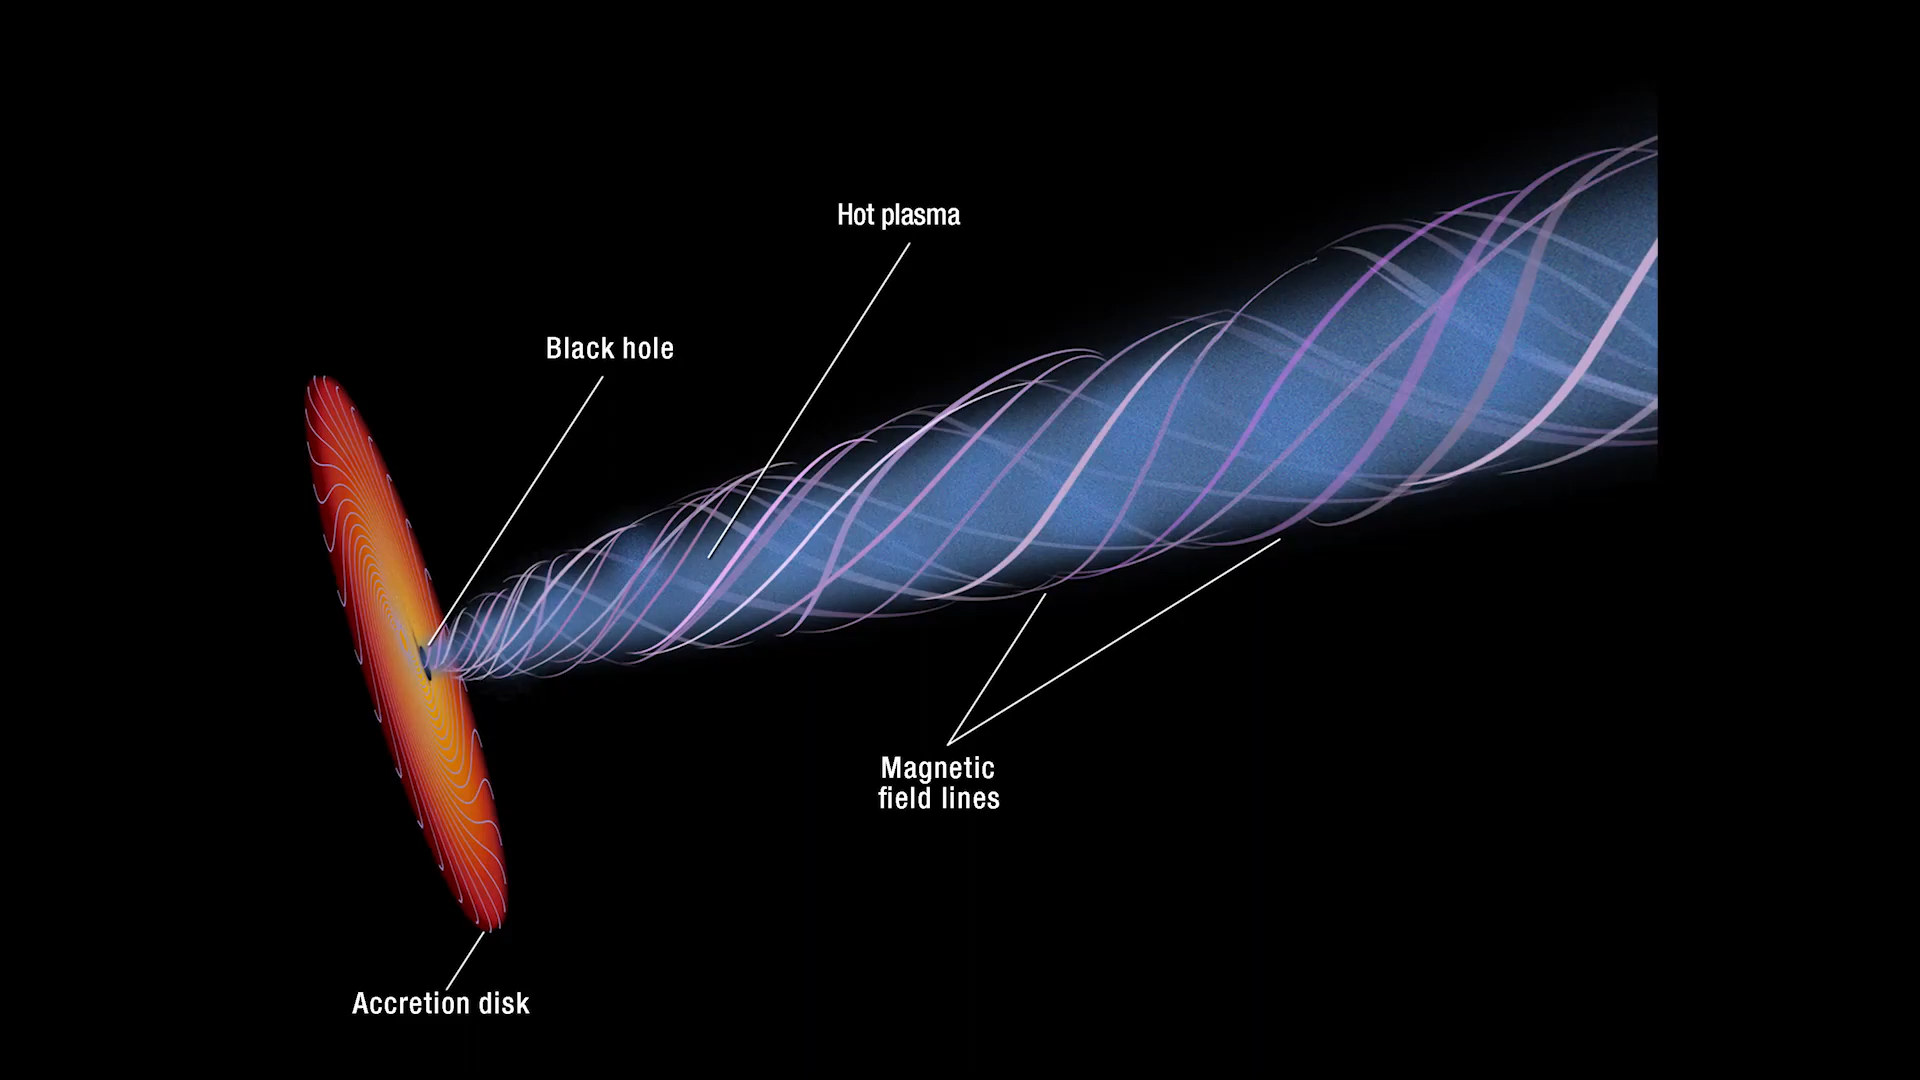 Hot plasma
Black hole
Magnetic
field lines
Accretion disk